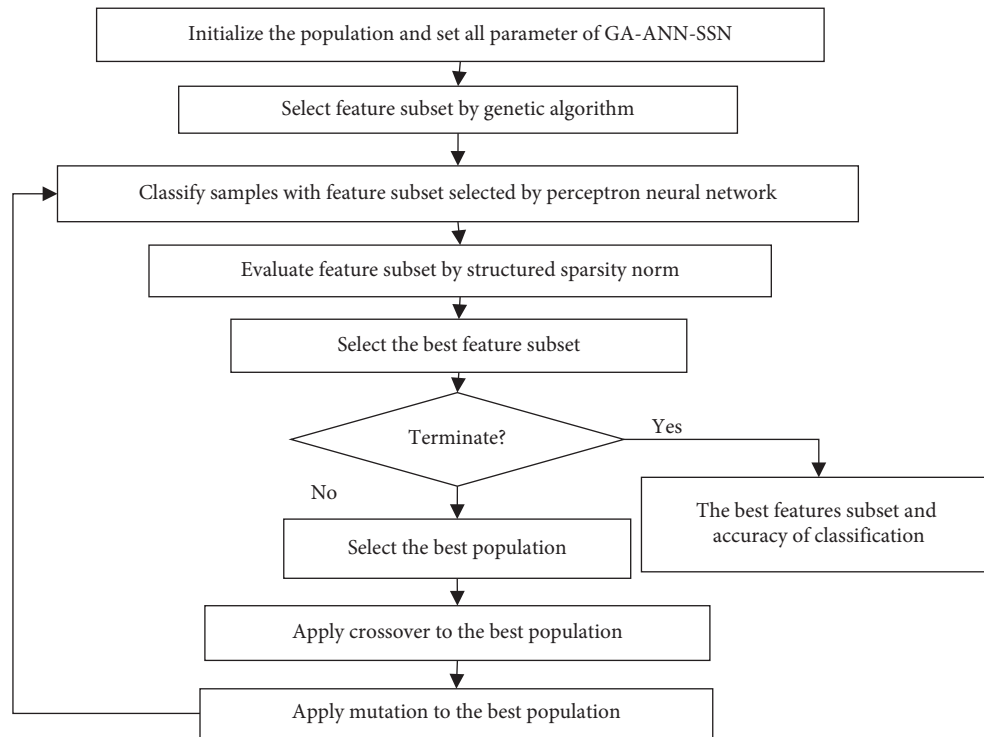 Initialize the population and set all parameter of GA-ANN-SSN
Select feature subset by genetic algorithm
Classify samples with feature subset selected by perceptron neural network
Evaluate feature subset by structured sparsity norm
Select the best feature subset
Terminate?
Yes
No
The best features subset and
accuracy of classification
Select the best population
Apply crossover to the best population
Apply mutation to the best population